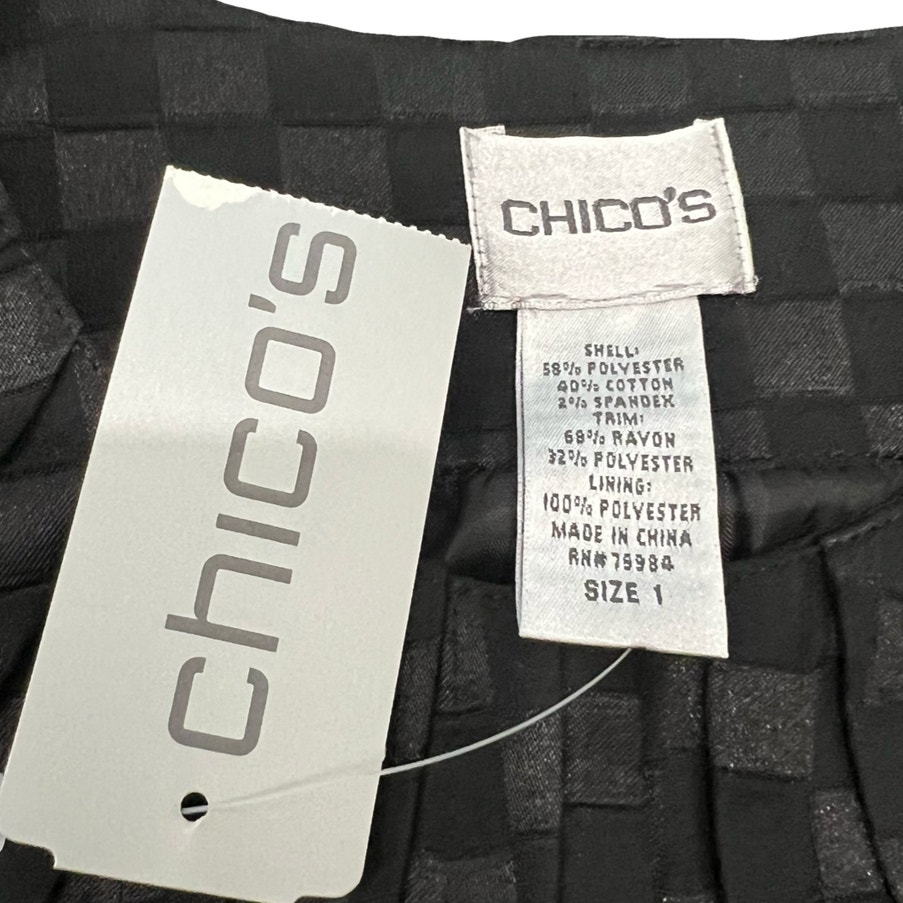 chico's
CHICO'S
SHELL:
58% POLYESTER
40% COTTON
2% SPANDEX
TRIM:
68% RAYON
32% POLYESTER
LINING:
100% POLYESTER
MADE IN CHINA
RN# 79984
SIZE 1